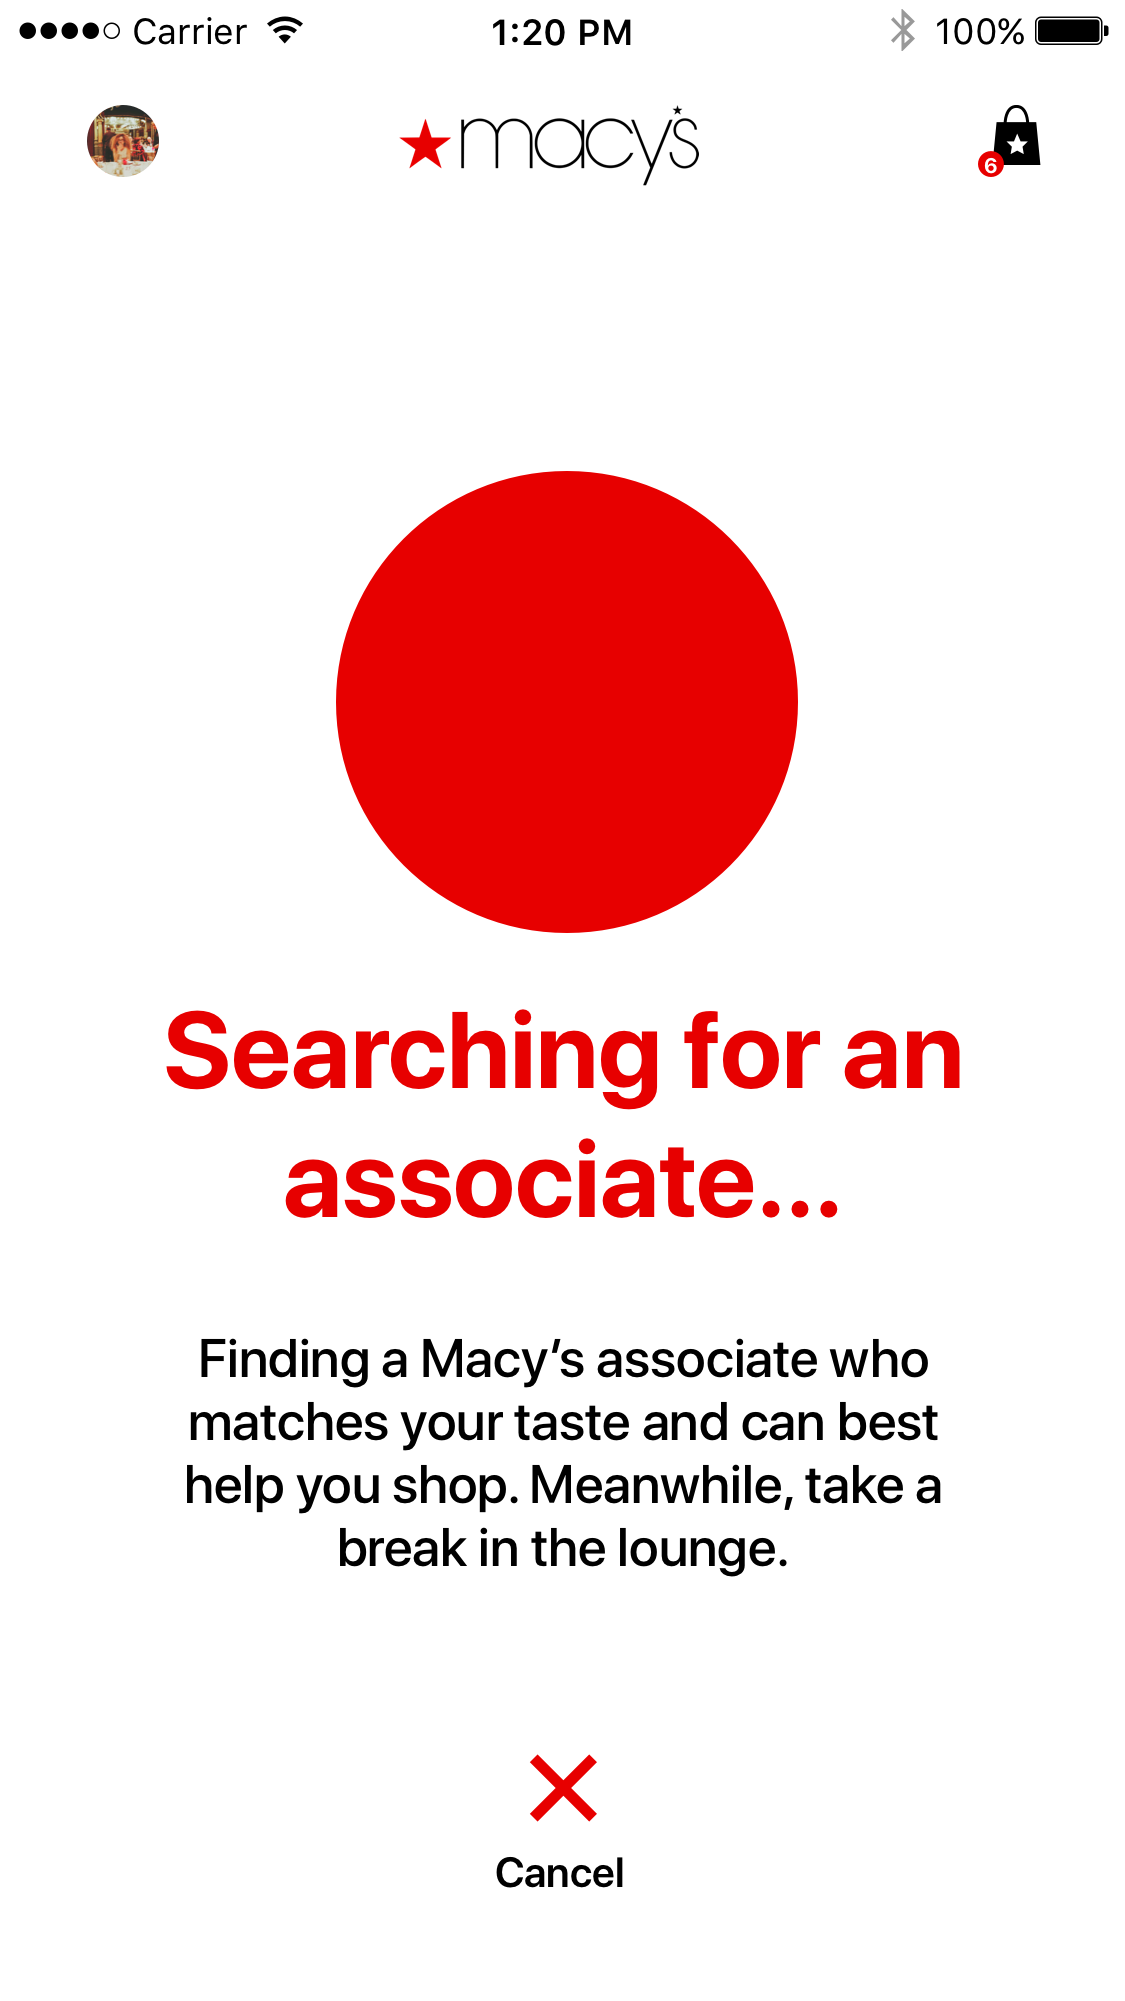 Carrier 1:20 PM 100%
macy's
6
Searching for an
associate...
Finding a Macy’s associate who
matches your taste and can best
help you shop. Meanwhile, take a
break in the lounge.
Cancel